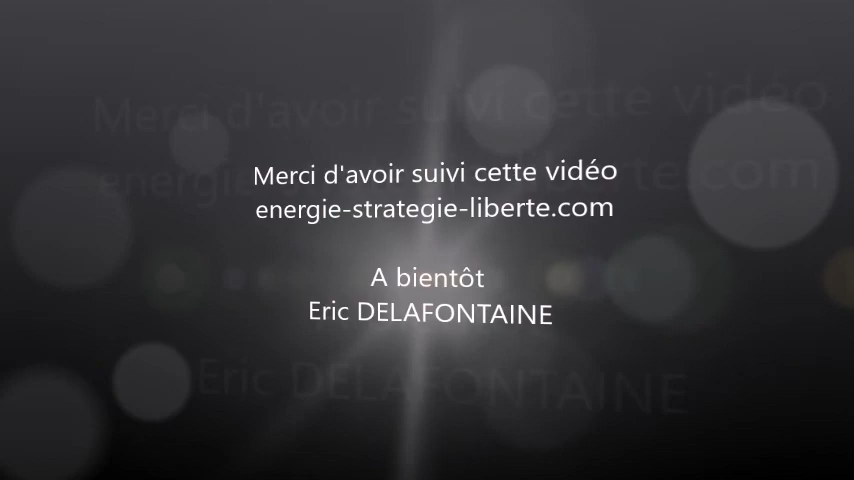 Merci d'avoir suivi cette vidéo
energie-strategie-liberte.com
A bientôt
Eric DELAFONTAINE